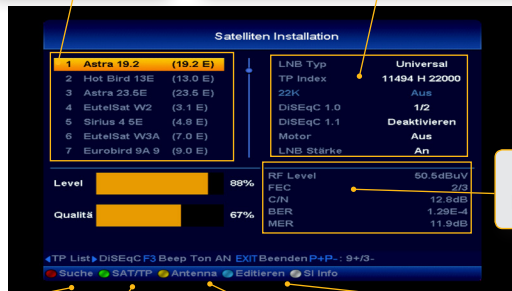 Satelliten Installation
1 Astra 19.2 (19.2 E)
2 Hot Bird 13E (13.0 E)
3 Astra 23.5E (23.5 E)
4 EutelSat W2 (3.1 E)
5 Sirius 4 5E (4.8 E)
6 EutelSat W3A (7.0 E)
7 Eurobird 9A 9 (9.0 E)
LNB Typ Universal
TP Index 11494 H 22000
22K Aus
DiSEqC 1.0 1/2
DiSEqC 1.1 Deaktivieren
Motor Aus
LNB Stärke An
Level 88%
Qualitä 67%
RF Level 50.5dBuV
FEC 2/3
C/N 12.8dB
BER 1.29E-4
MER 11.9dB
TP List DiSEqC F3 Beep Ton AN EXIT Beenden P+P-: 9+/3-
Suche SAT/TP Antenna Editieren SI Info